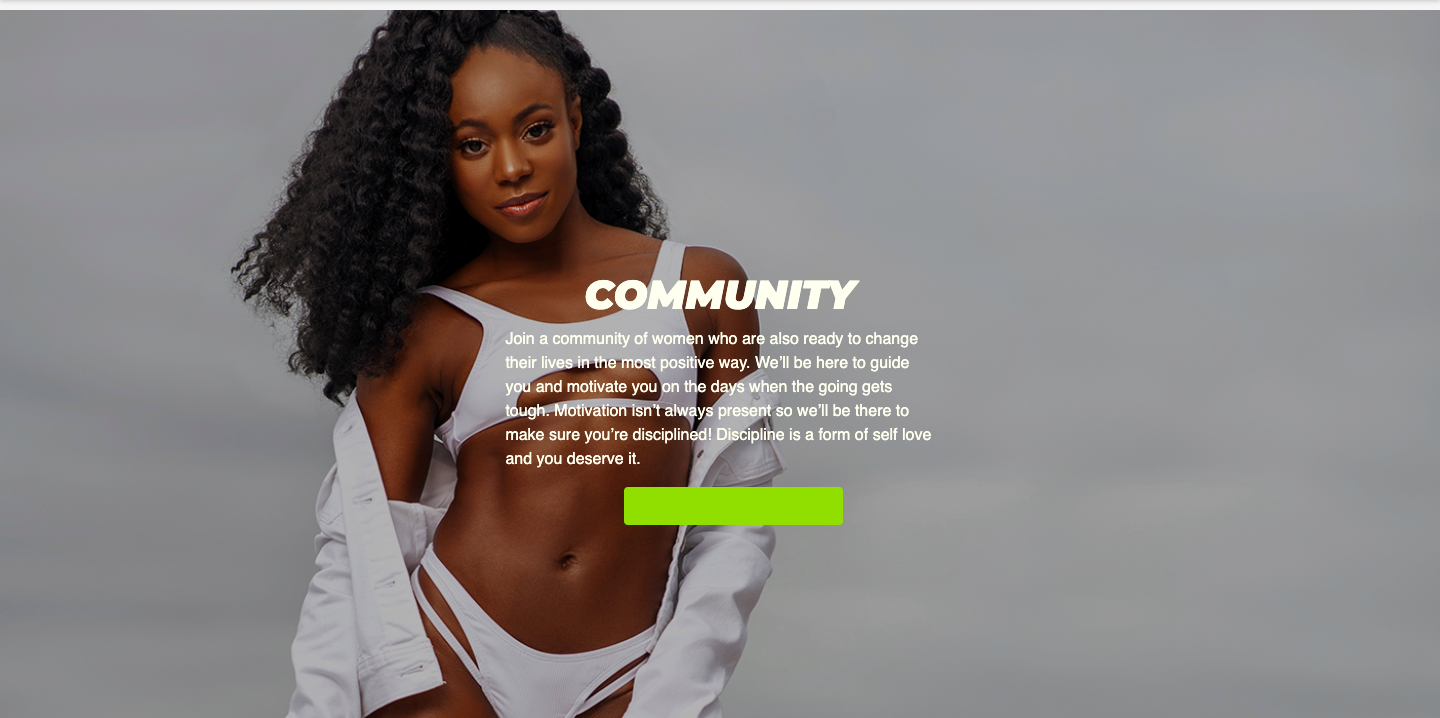 COMMUNITY
Join a community of women who are also ready to change
their lives in the most positive way. We’ll be here to guide
you and motivate you on the days when the going gets
tough. Motivation isn’t always present so we’ll be there to
make sure you’re disciplined! Discipline is a form of self love
and you deserve it.